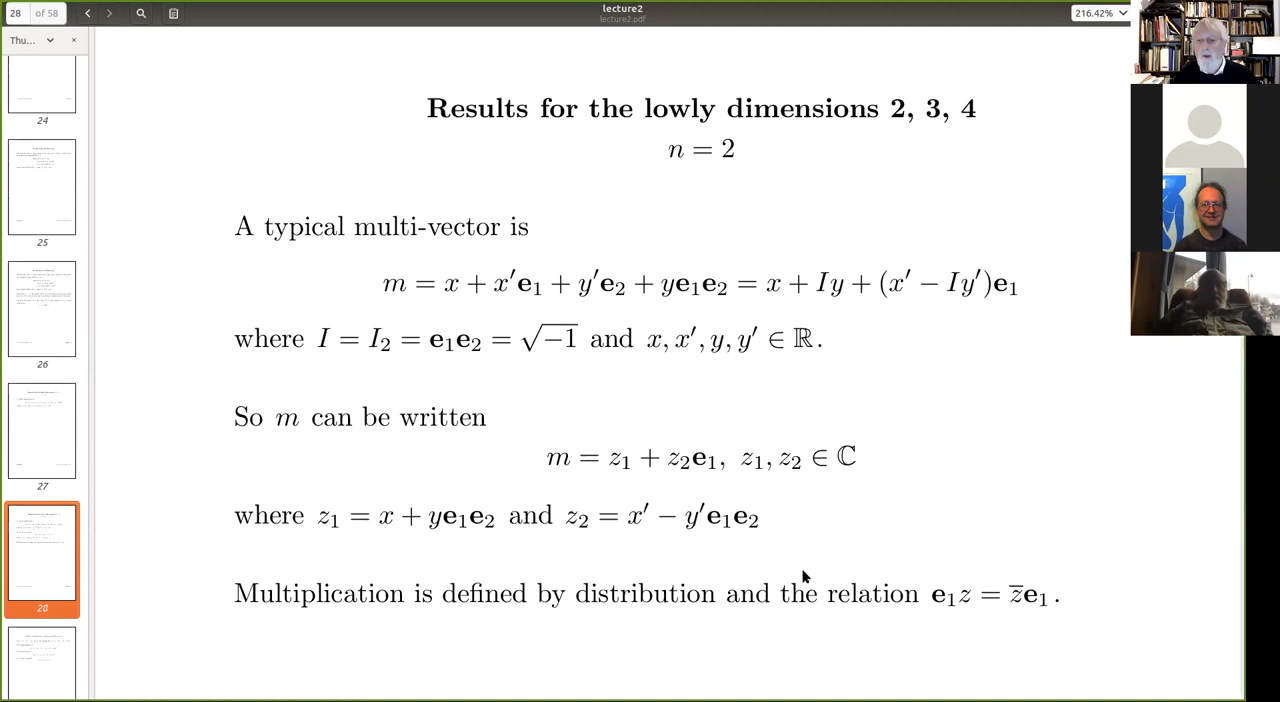 28 of 58
lecture2
lecture2.pdf
216.42%
Thu...
24
25
26
27
28
Results for the lowly dimensions 2, 3, 4
n = 2
A typical multi-vector is
m = x + x′e₁ + y′e₂ + ye₁e₂ = x + Iy + (x′ − Iy′)e₁
where I = I₂ = e₁e₂ = √−1 and x, x′, y, y′ ∈ ℝ.
So m can be written
m = z₁ + z₂e₁, z₁, z₂ ∈ ℂ
where z₁ = x + ye₁e₂ and z₂ = x′ − y′e₁e₂
Multiplication is defined by distribution and the relation e₁z = z̅e₁.